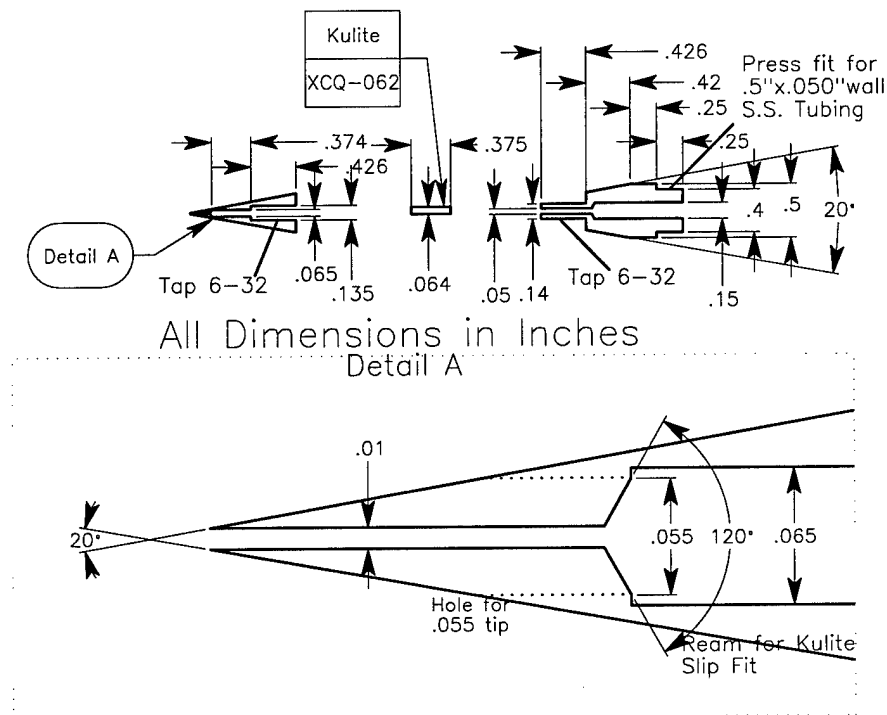 Kulite
XCQ-062
.426
.42
.25
.25
Press fit for
.5"x.050"wall
S.S. Tubing
.374
.426
.375
Detail A
Tap 6-32
.065
.135
.064
.05
.14
Tap 6-32
.15
.4
.5
20°
All Dimensions in Inches
Detail A
.01
20°
.055
120°
.065
Hole for
.055 tip
Ream for Kulite
Slip Fit